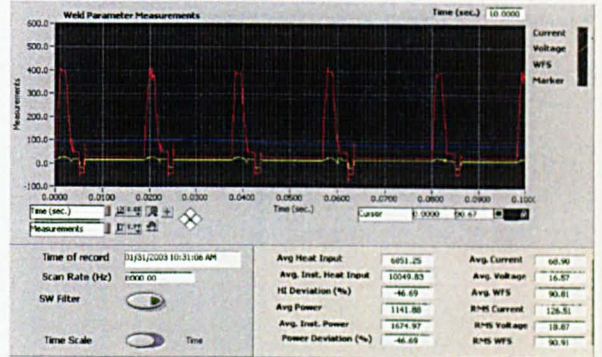 Weld Parameter Measurements
Time (sec.) 10.0000
600.0
500.0
400.0
300.0
200.0
100.0
0.0
-100.0
Measurements
Current
Voltage
WFS
Marker
0.0000 0.0100 0.0200 0.0300 0.0400 0.0500 0.0600 0.0700 0.0800 0.0900 0.1000
Time (sec.)
Time (sec.)
Measurements
Cursor 0.0000 90.67
Time of record 01/31/2003 10:31:06 AM
Scan Rate (Hz) 8000.00
SW Filter
Time Scale Time
Avg Heat Input 6851.25
Avg. Inst. Heat Input 10049.83
HI Deviation (%) -46.69
Avg Power 1141.88
Avg. Inst. Power 1674.97
Power Deviation (%) -46.69
Avg. Current 68.90
Avg. Voltage 16.57
Avg. WFS 90.81
RMS Current 126.51
RMS Voltage 18.87
RMS WFS 90.91